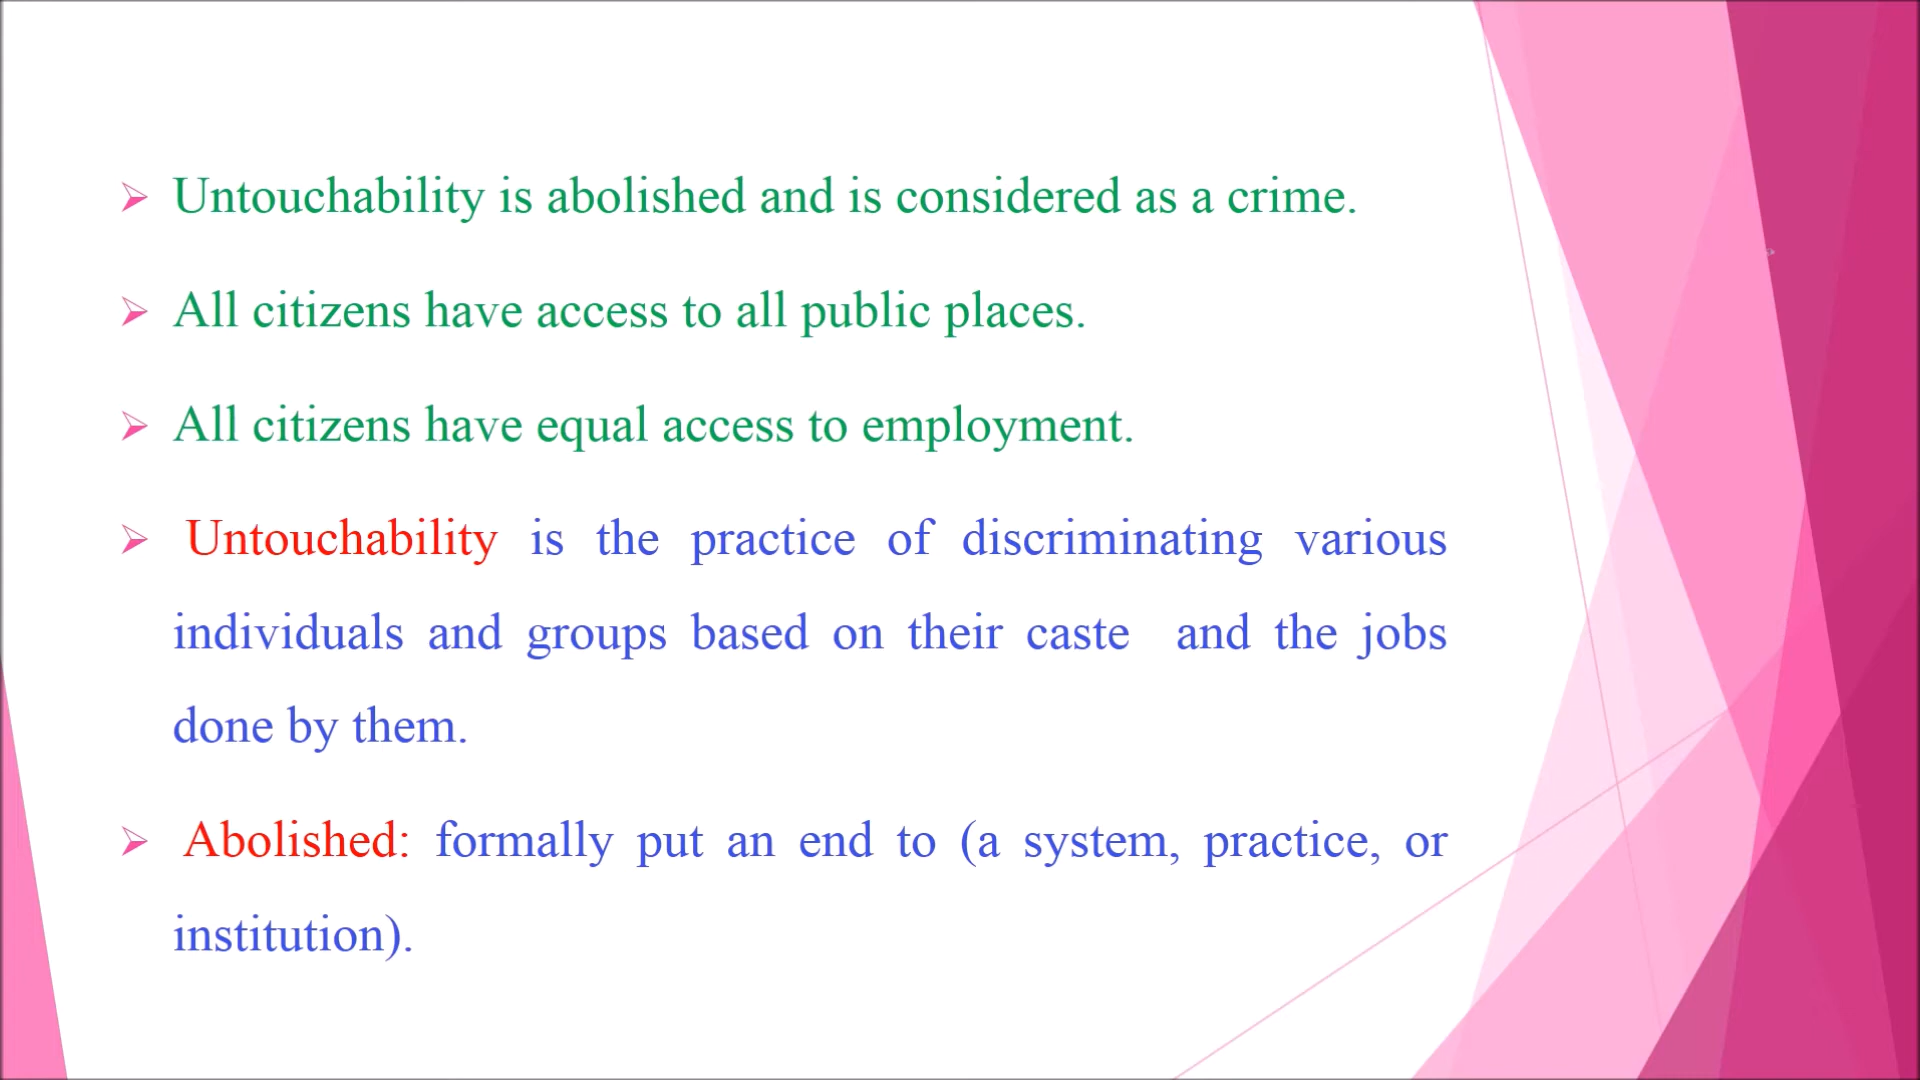 Untouchability is abolished and is considered as a crime.
All citizens have access to all public places.
All citizens have equal access to employment.
Untouchability is the practice of discriminating various
individuals and groups based on their caste and the jobs
done by them.
Abolished: formally put an end to (a system, practice, or
institution).